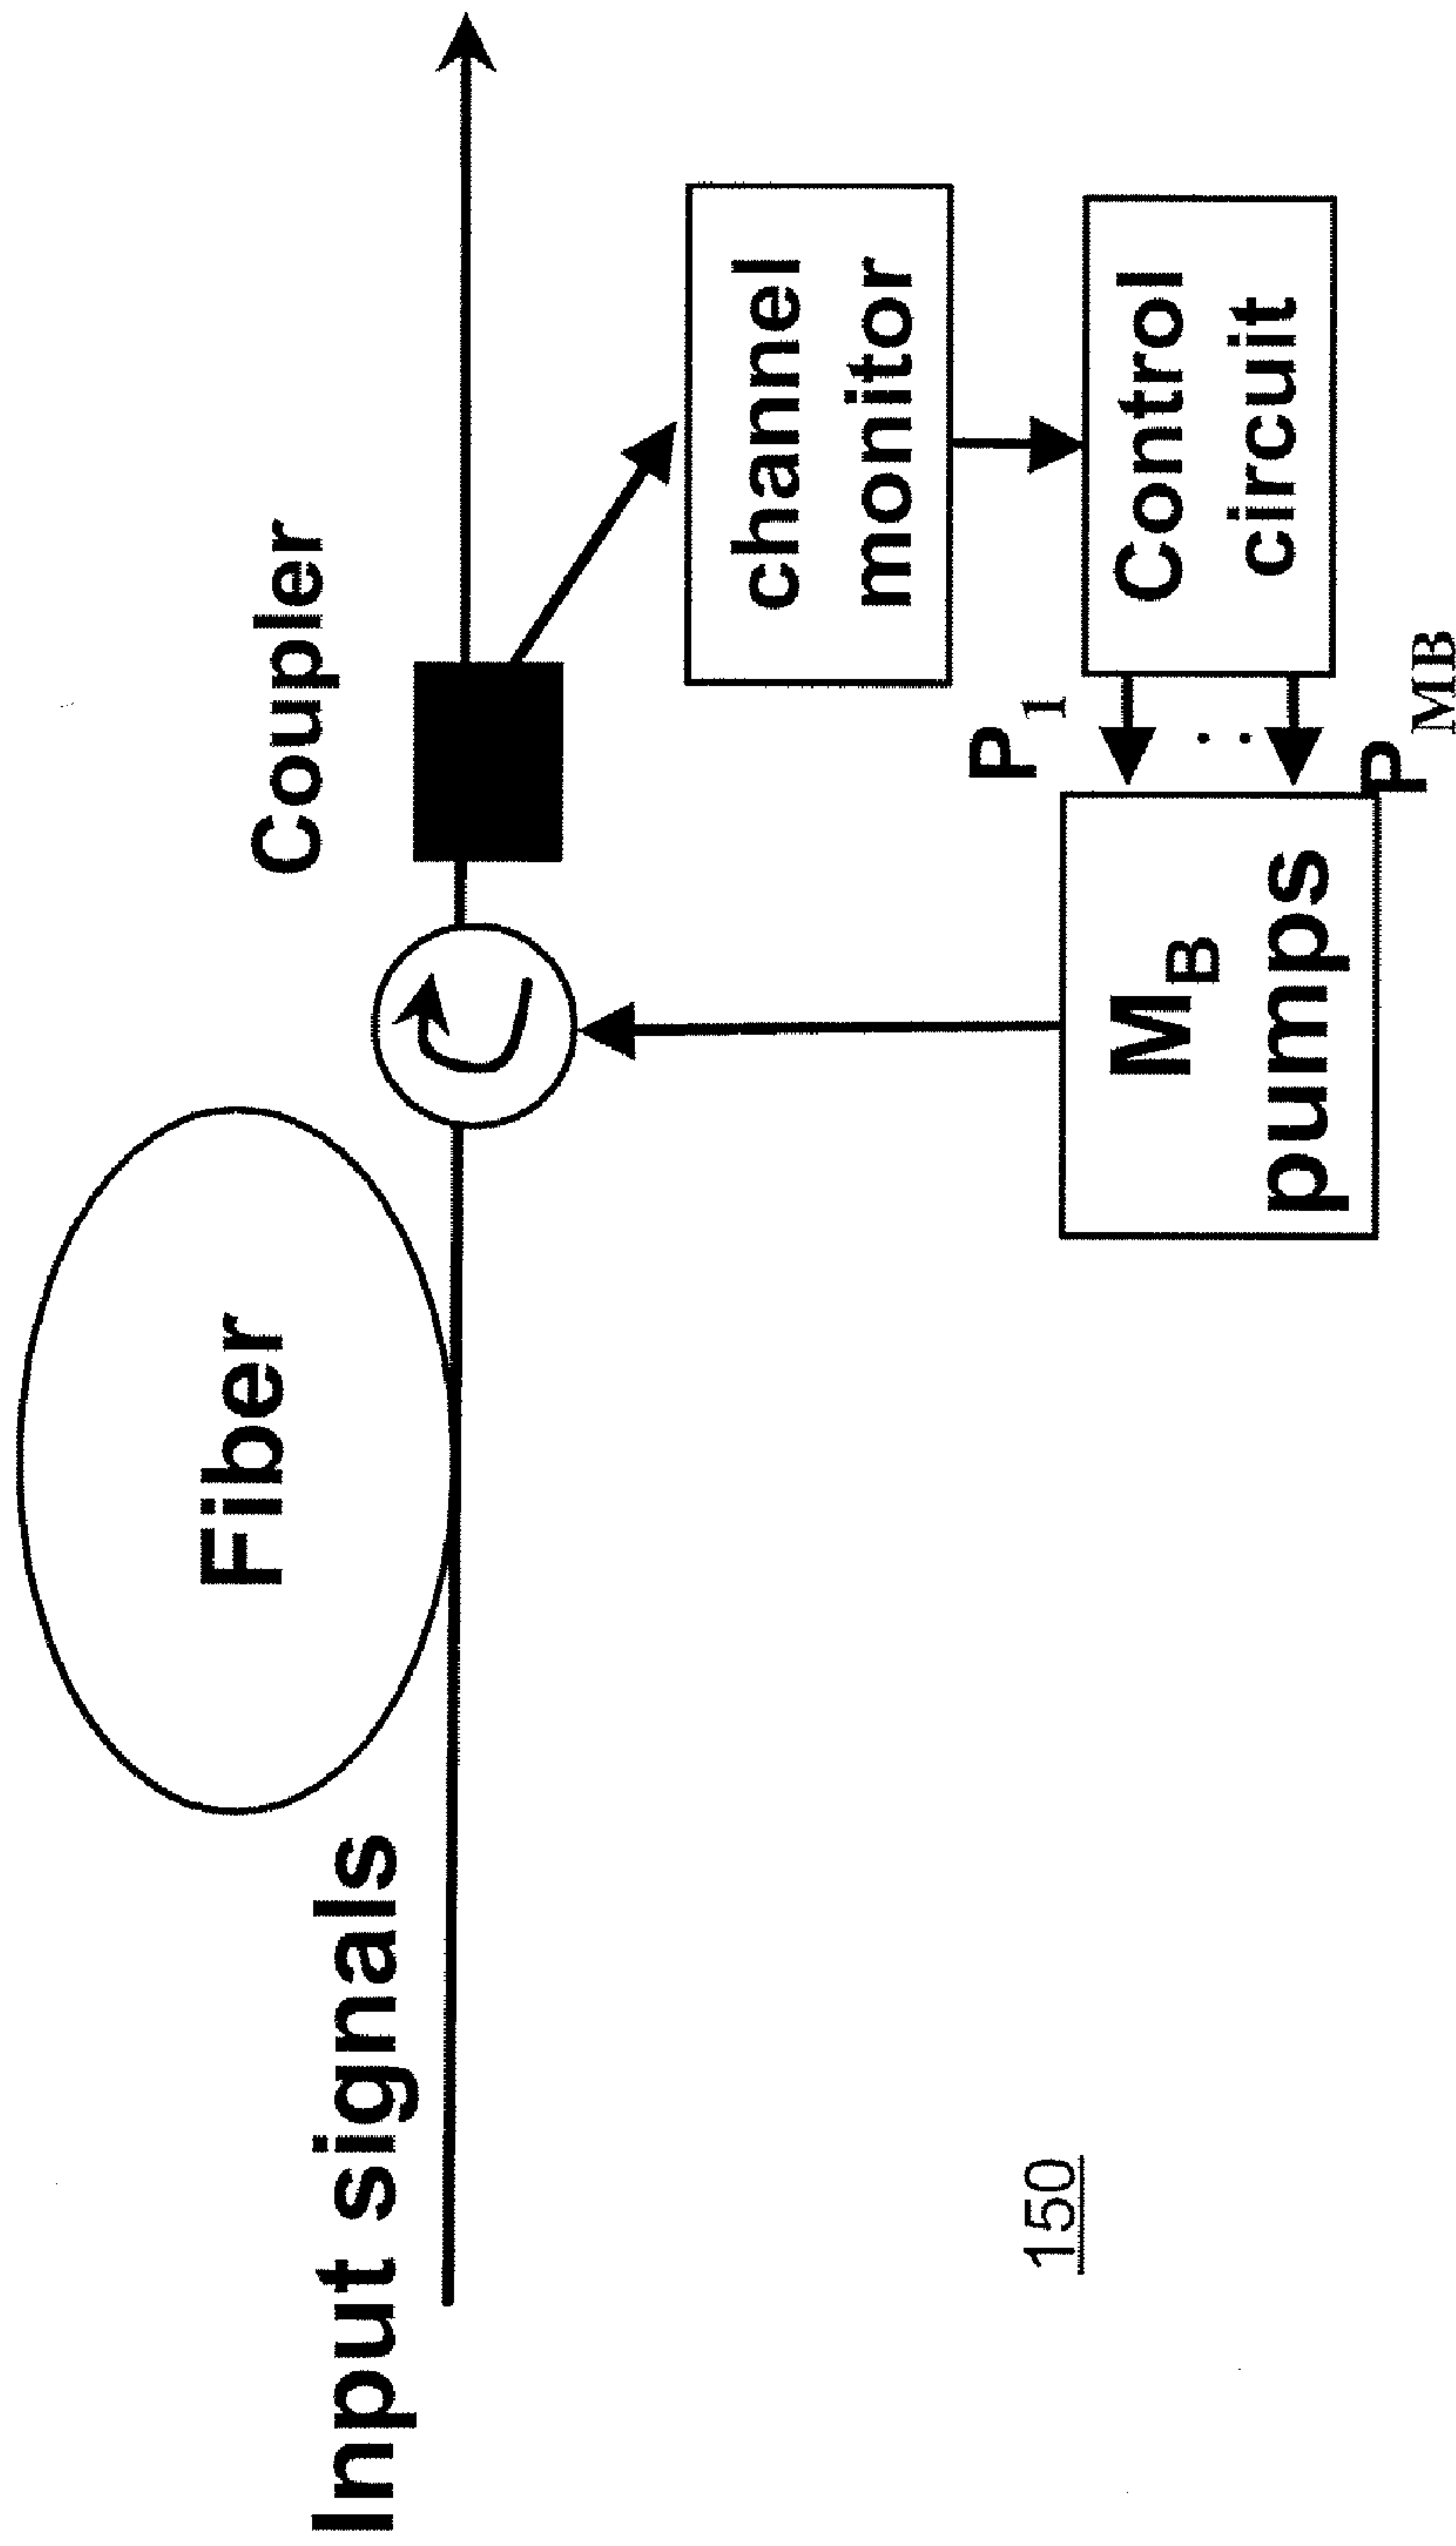 Input signals
Fiber
Coupler
channel
monitor
Control
circuit
P1
. .
PMB
MB
pumps
150